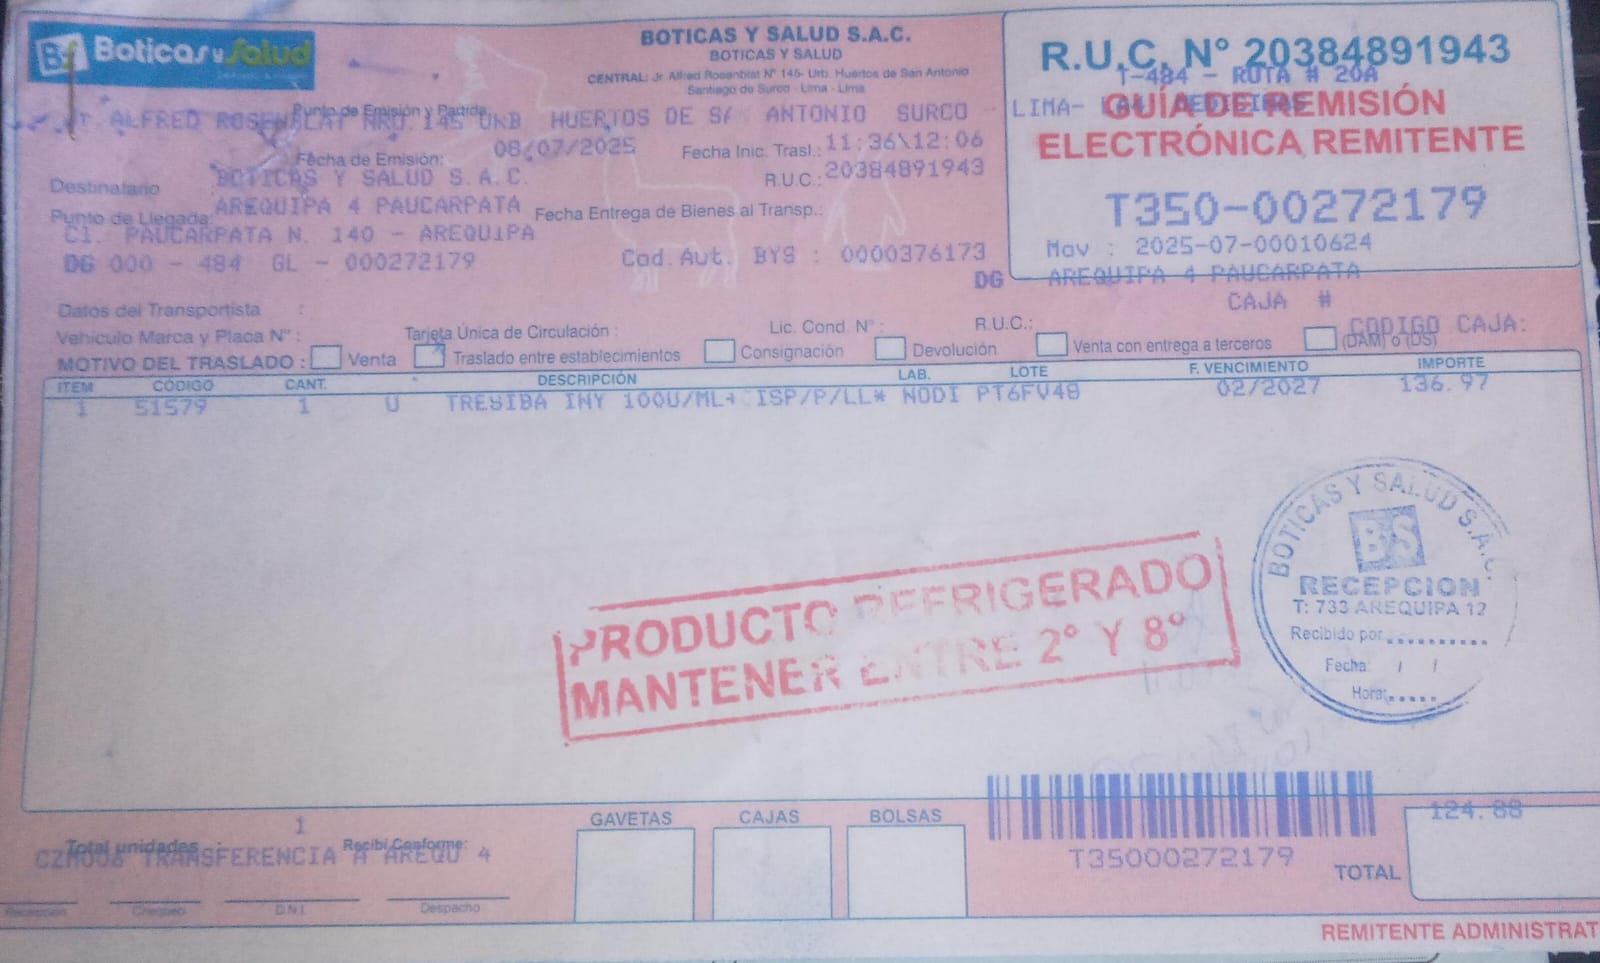 BS Boticas y Salud
BOTICAS Y SALUD S.A.C.
BOTICAS Y SALUD
CENTRAL: Jr. Alfred Rosenblat N° 145- Urb. Huertos de San Antonio
Santiago de Surco - Lima - Lima
R.U.C. N° 20384891943
T-484 - RUTA # 20A
Punto de Emisión y Partida:
ALFRED ROSENBLAT NRO. 145 URB HUERTOS DE SAN ANTONIO SURCO - LIMA-
GUÍA DE REMISIÓN
ELECTRÓNICA REMITENTE
Fecha de Emisión: 08/07/2025 Fecha Inic. Trasl.: 11:36\12:06
Destinatario BOTICAS Y SALUD S.A.C. R.U.C.: 20384891943
Punto de Llegada: AREQUIPA 4 PAUCARPATA Fecha Entrega de Bienes al Transp.:
T350-00272179
CL. PAUCARPATA N. 140 - AREQUIPA
DG 000 - 484 GL - 000272179 Cod. Aut. BYS : 0000376173
Mov : 2025-07-00010624
DG AREQUIPA 4 PAUCARPATA
CAJA #
Datos del Transportista :
Vehículo Marca y Placa N° : Tarjeta Única de Circulación : Lic. Cond. N° : R.U.C.: CODIGO CAJA:
MOTIVO DEL TRASLADO : Venta Traslado entre establecimientos Consignación Devolución Venta con entrega a terceros (DAM) o (DS)
ITEM CÓDIGO CANT. DESCRIPCIÓN LAB. LOTE F. VENCIMIENTO IMPORTE
1 51579 1 U TRESIBA INY 100U/ML+ ISP/P/LL* NODI PT6FV48 02/2027 136.97
BOTICAS Y SALUD S.A.C.
BS
RECEPCION
T: 733 AREQUIPA 12
Recibido por..........
Fecha: / /
Hora:.....
PRODUCTO REFRIGERADO
MANTENER ENTRE 2° Y 8°
GAVETAS CAJAS BOLSAS
124.88
1
Total unidades : Recibí Conforme:
TRANSFERENCIA A AREQU 4
T35000272179
TOTAL
Recepción Chequeo D.N.I. Despacho
REMITENTE ADMINISTRAT